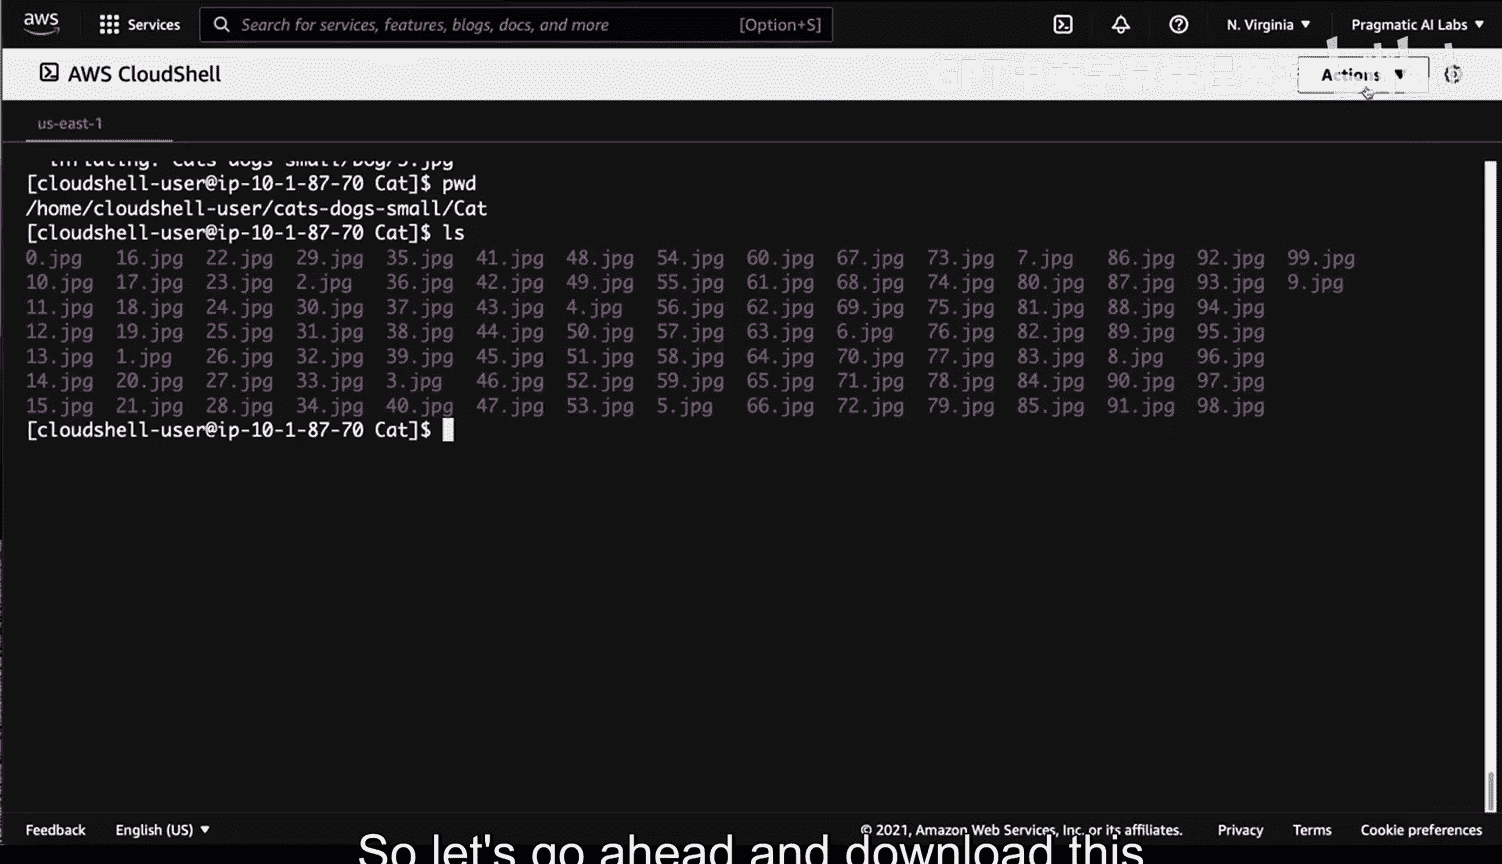 aws
Services
Search for services, features, blogs, docs, and more
[Option+S]
N. Virginia
Pragmatic AI Labs
AWS CloudShell
Actions
us-east-1
inflating: cats-dogs-small/Dog/5.jpg
[cloudshell-user@ip-10-1-87-70 Cat]$ pwd
/home/cloudshell-user/cats-dogs-small/Cat
[cloudshell-user@ip-10-1-87-70 Cat]$ ls
0.jpg 16.jpg 22.jpg 29.jpg 35.jpg 41.jpg 48.jpg 54.jpg 60.jpg 67.jpg 73.jpg 7.jpg 86.jpg 92.jpg 99.jpg
10.jpg 17.jpg 23.jpg 2.jpg 36.jpg 42.jpg 49.jpg 55.jpg 61.jpg 68.jpg 74.jpg 80.jpg 87.jpg 93.jpg 9.jpg
11.jpg 18.jpg 24.jpg 30.jpg 37.jpg 43.jpg 4.jpg 56.jpg 62.jpg 69.jpg 75.jpg 81.jpg 88.jpg 94.jpg
12.jpg 19.jpg 25.jpg 31.jpg 38.jpg 44.jpg 50.jpg 57.jpg 63.jpg 6.jpg 76.jpg 82.jpg 89.jpg 95.jpg
13.jpg 1.jpg 26.jpg 32.jpg 39.jpg 45.jpg 51.jpg 58.jpg 64.jpg 70.jpg 77.jpg 83.jpg 8.jpg 96.jpg
14.jpg 20.jpg 27.jpg 33.jpg 3.jpg 46.jpg 52.jpg 59.jpg 65.jpg 71.jpg 78.jpg 84.jpg 90.jpg 97.jpg
15.jpg 21.jpg 28.jpg 34.jpg 40.jpg 47.jpg 53.jpg 5.jpg 66.jpg 72.jpg 79.jpg 85.jpg 91.jpg 98.jpg
[cloudshell-user@ip-10-1-87-70 Cat]$
Feedback
English (US)
© 2021, Amazon Web Services, Inc. or its affiliates.
Privacy
Terms
Cookie preferences
So let's go ahead and download this